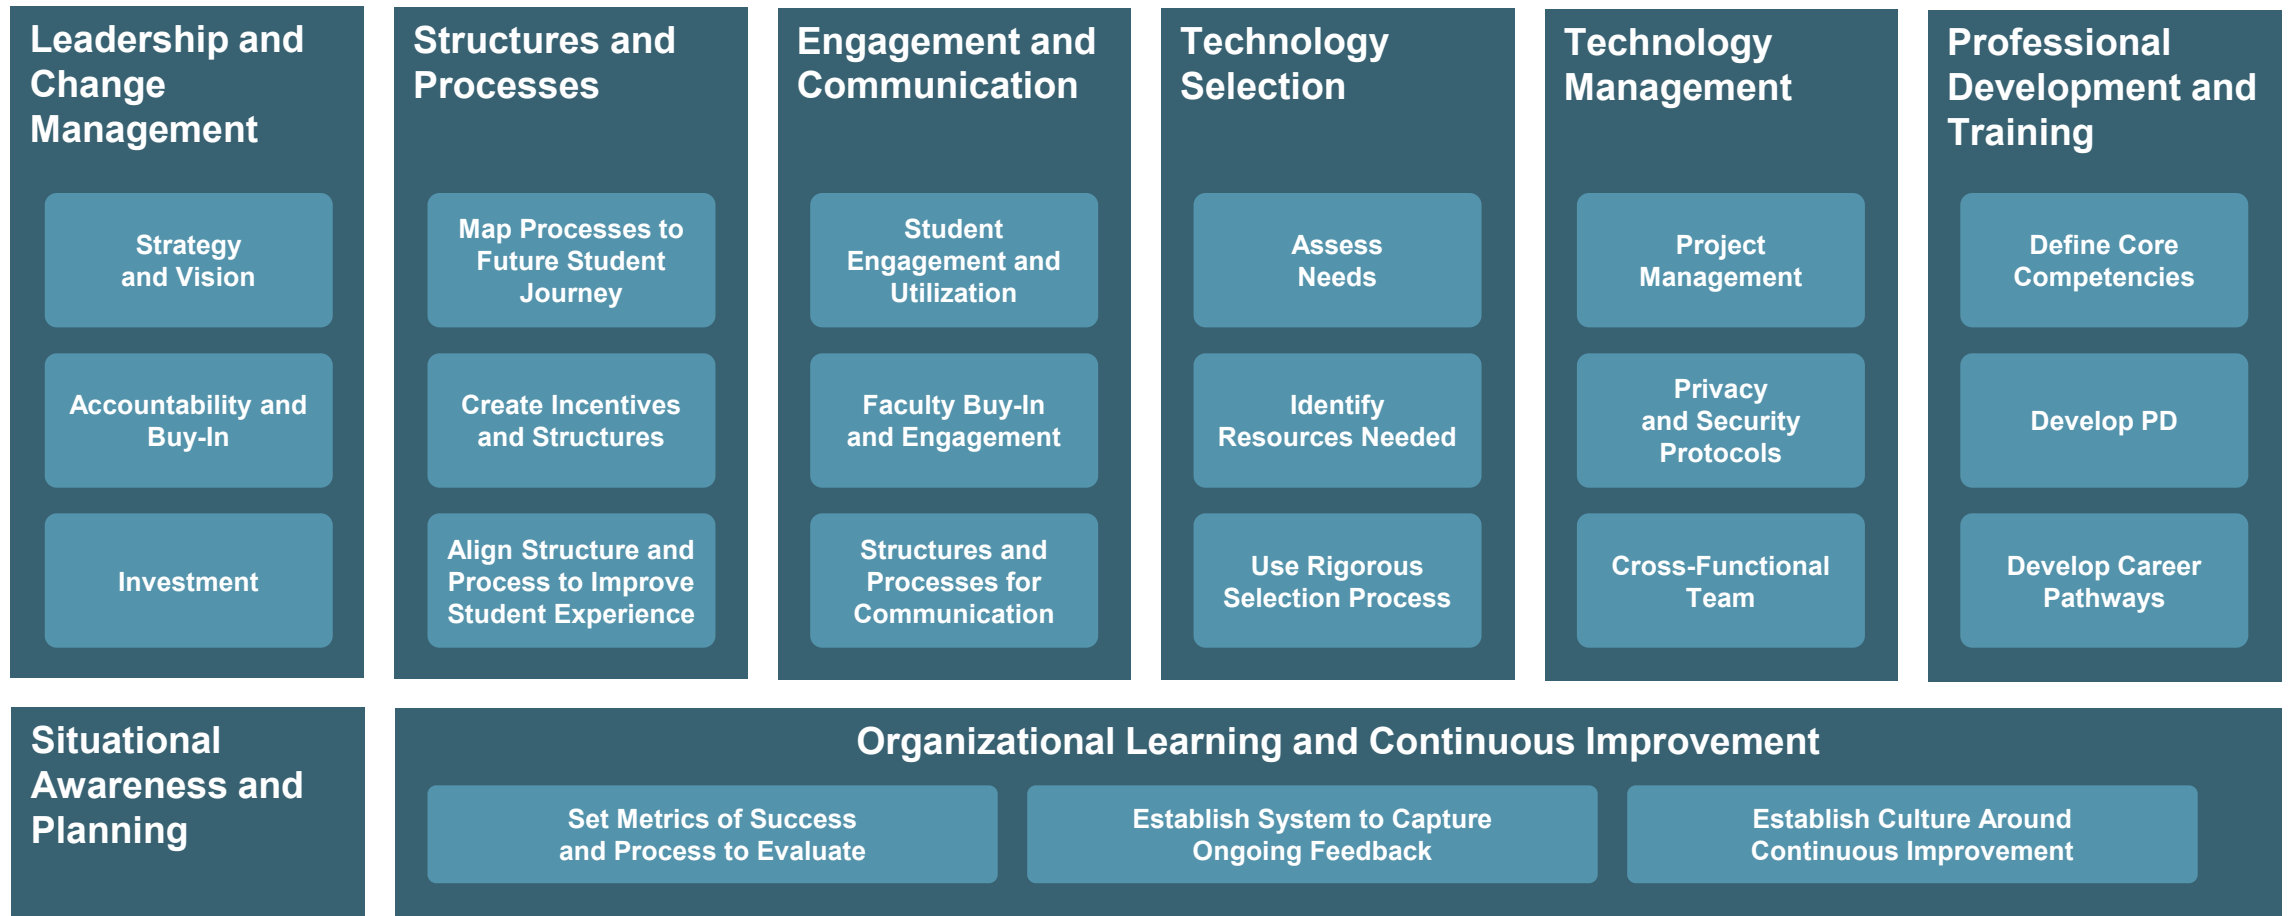 Leadership and
Change
Management
Strategy
and Vision
Accountability and
Buy-In
Investment
Structures and
Processes
Map Processes to
Future Student
Journey
Create Incentives
and Structures
Align Structure and
Process to Improve
Student Experience
Engagement and
Communication
Student
Engagement and
Utilization
Faculty Buy-In
and Engagement
Structures and
Processes for
Communication
Technology
Selection
Assess
Needs
Identify
Resources Needed
Use Rigorous
Selection Process
Technology
Management
Project
Management
Privacy
and Security
Protocols
Cross-Functional
Team
Professional
Development and
Training
Define Core
Competencies
Develop PD
Develop Career
Pathways
Situational
Awareness and
Planning
Organizational Learning and Continuous Improvement
Set Metrics of Success
and Process to Evaluate
Establish System to Capture
Ongoing Feedback
Establish Culture Around
Continuous Improvement